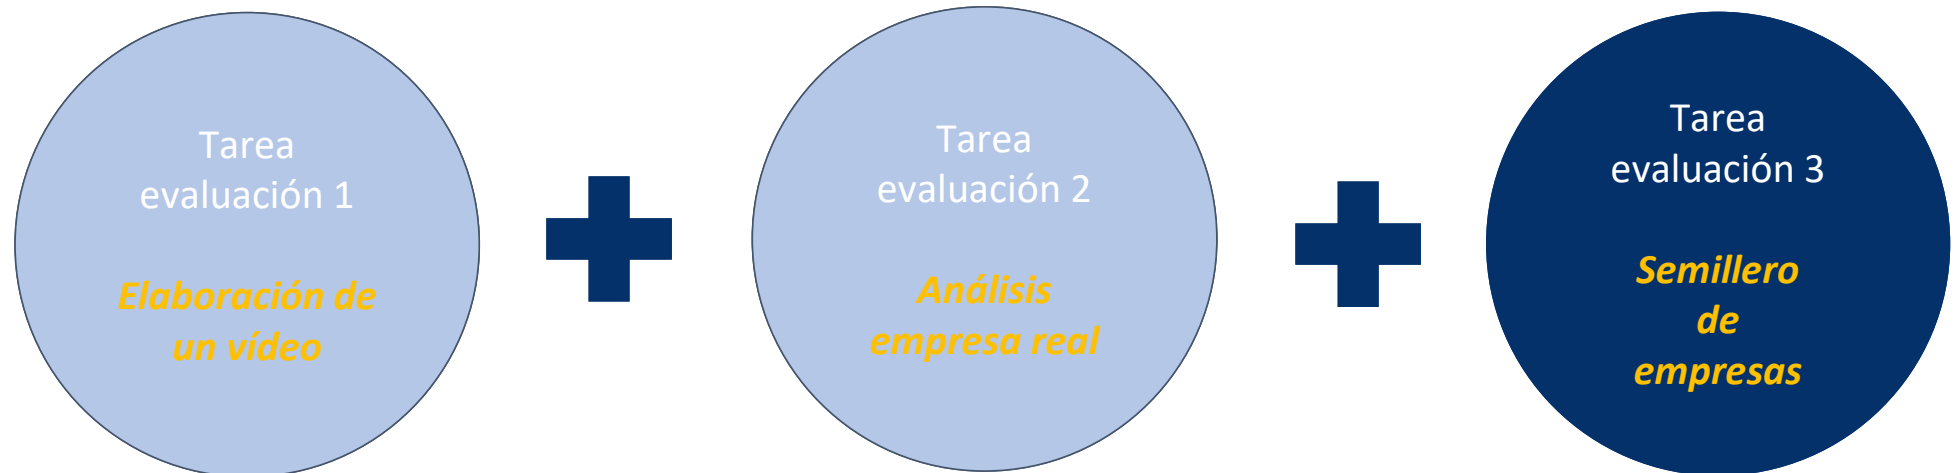 Tarea
evaluación 1
Elaboración de
un vídeo
Tarea
evaluación 2
Análisis
empresa real
Tarea
evaluación 3
Semillero
de
empresas